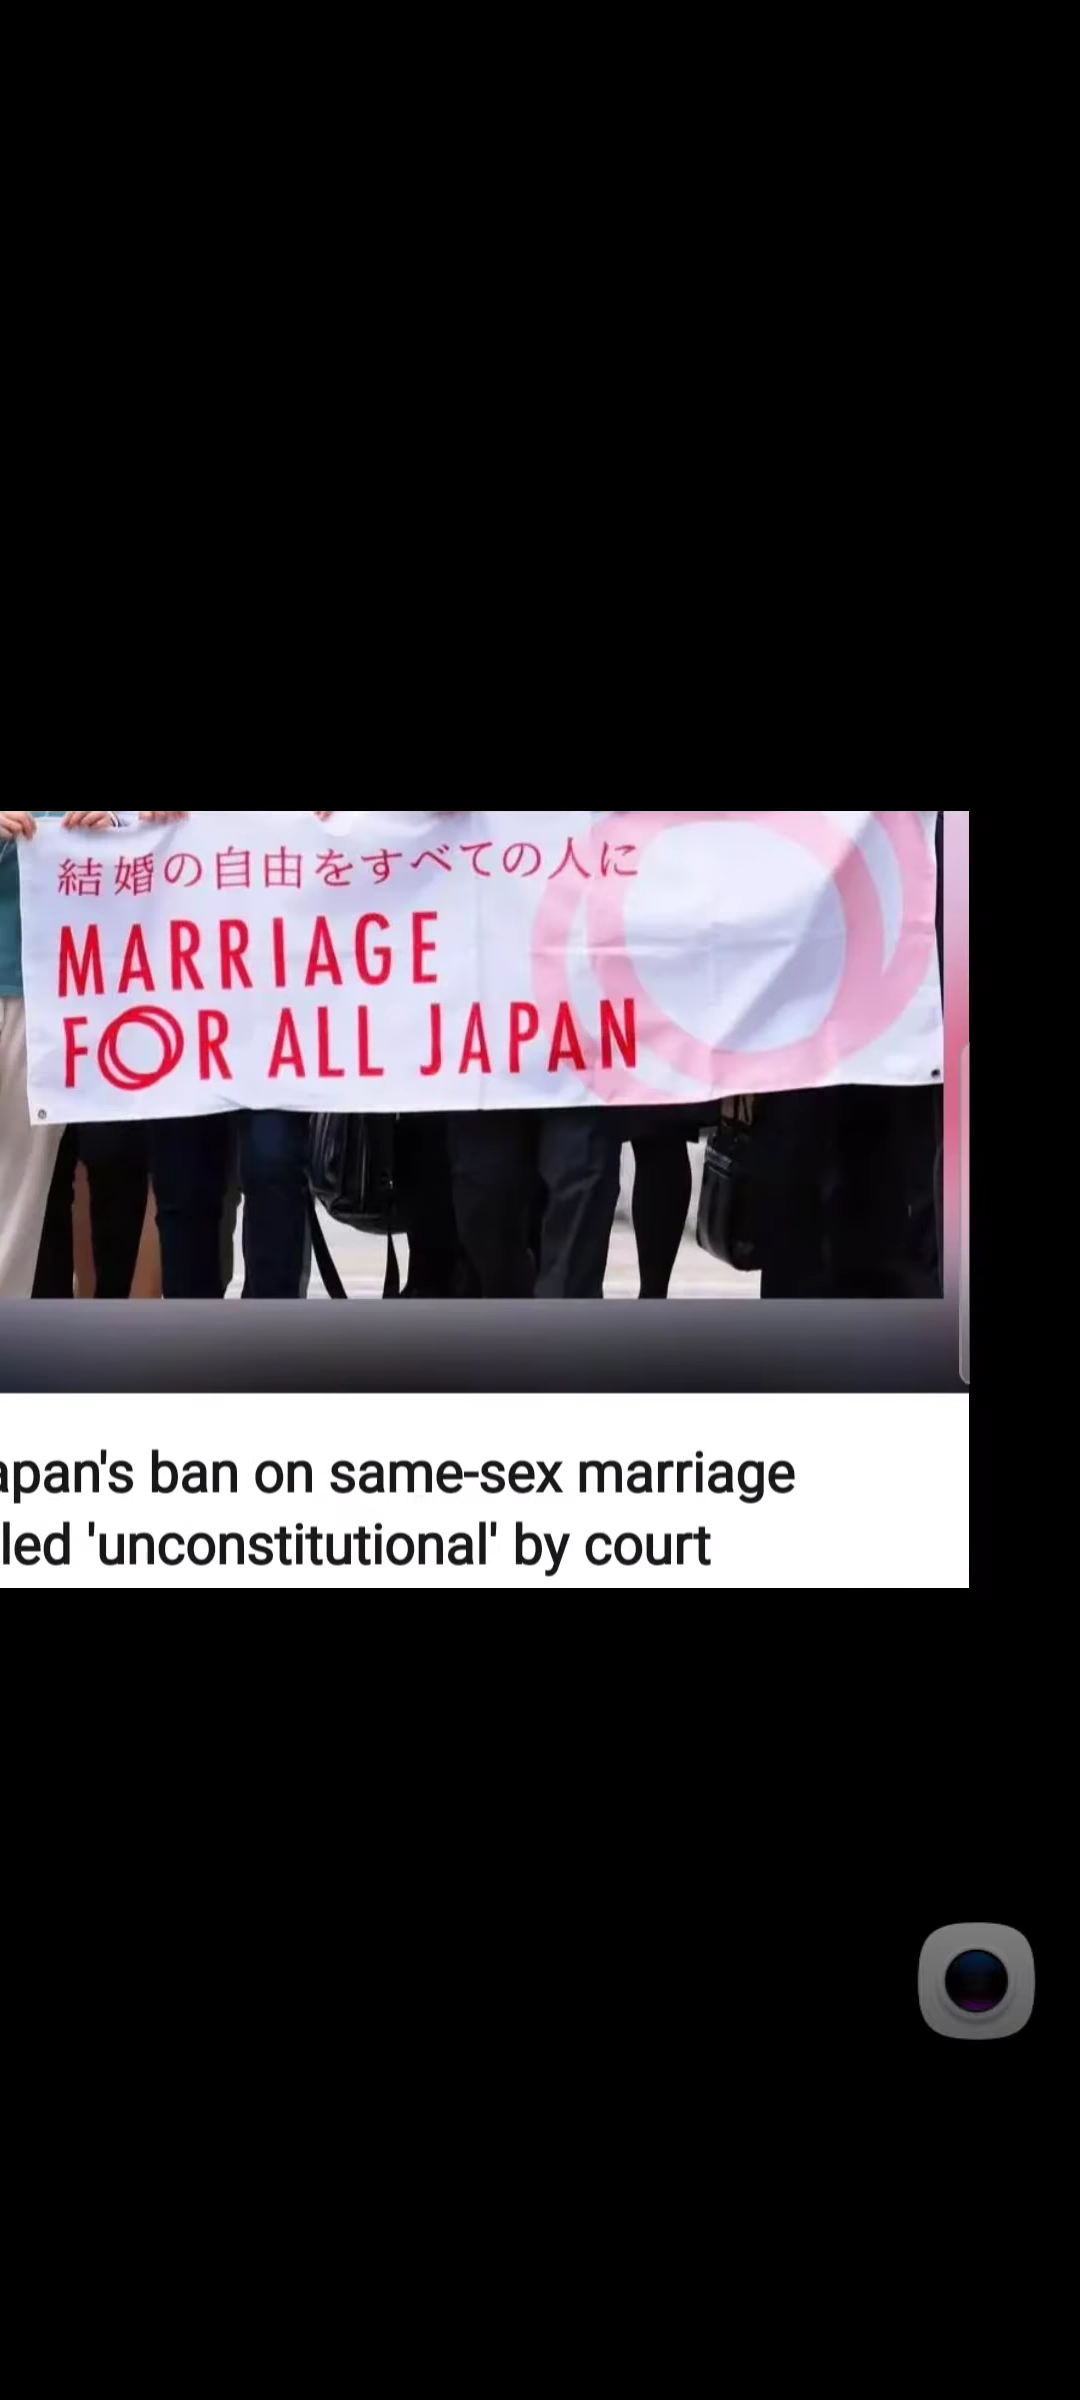 結婚の自由をすべての人に
MARRIAGE
FOR ALL JAPAN
apan's ban on same-sex marriage
led 'unconstitutional' by court